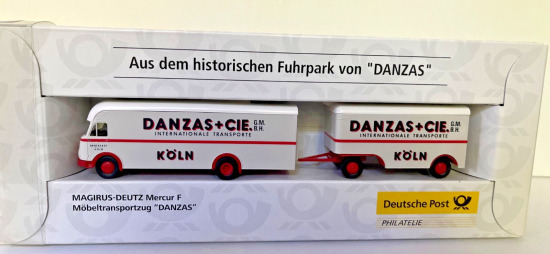 Aus dem historischen Fuhrpark von "DANZAS"
DANZAS+CIE. G.M.B.H.
INTERNATIONALE TRANSPORTE
KÖLN
DANZAS+CIE. G.M.B.H.
INTERNATIONALE TRANSPORTE
KÖLN
MAGIRUS-DEUTZ Mercur F
Möbeltransportzug "DANZAS"
Deutsche Post
PHILATELIE